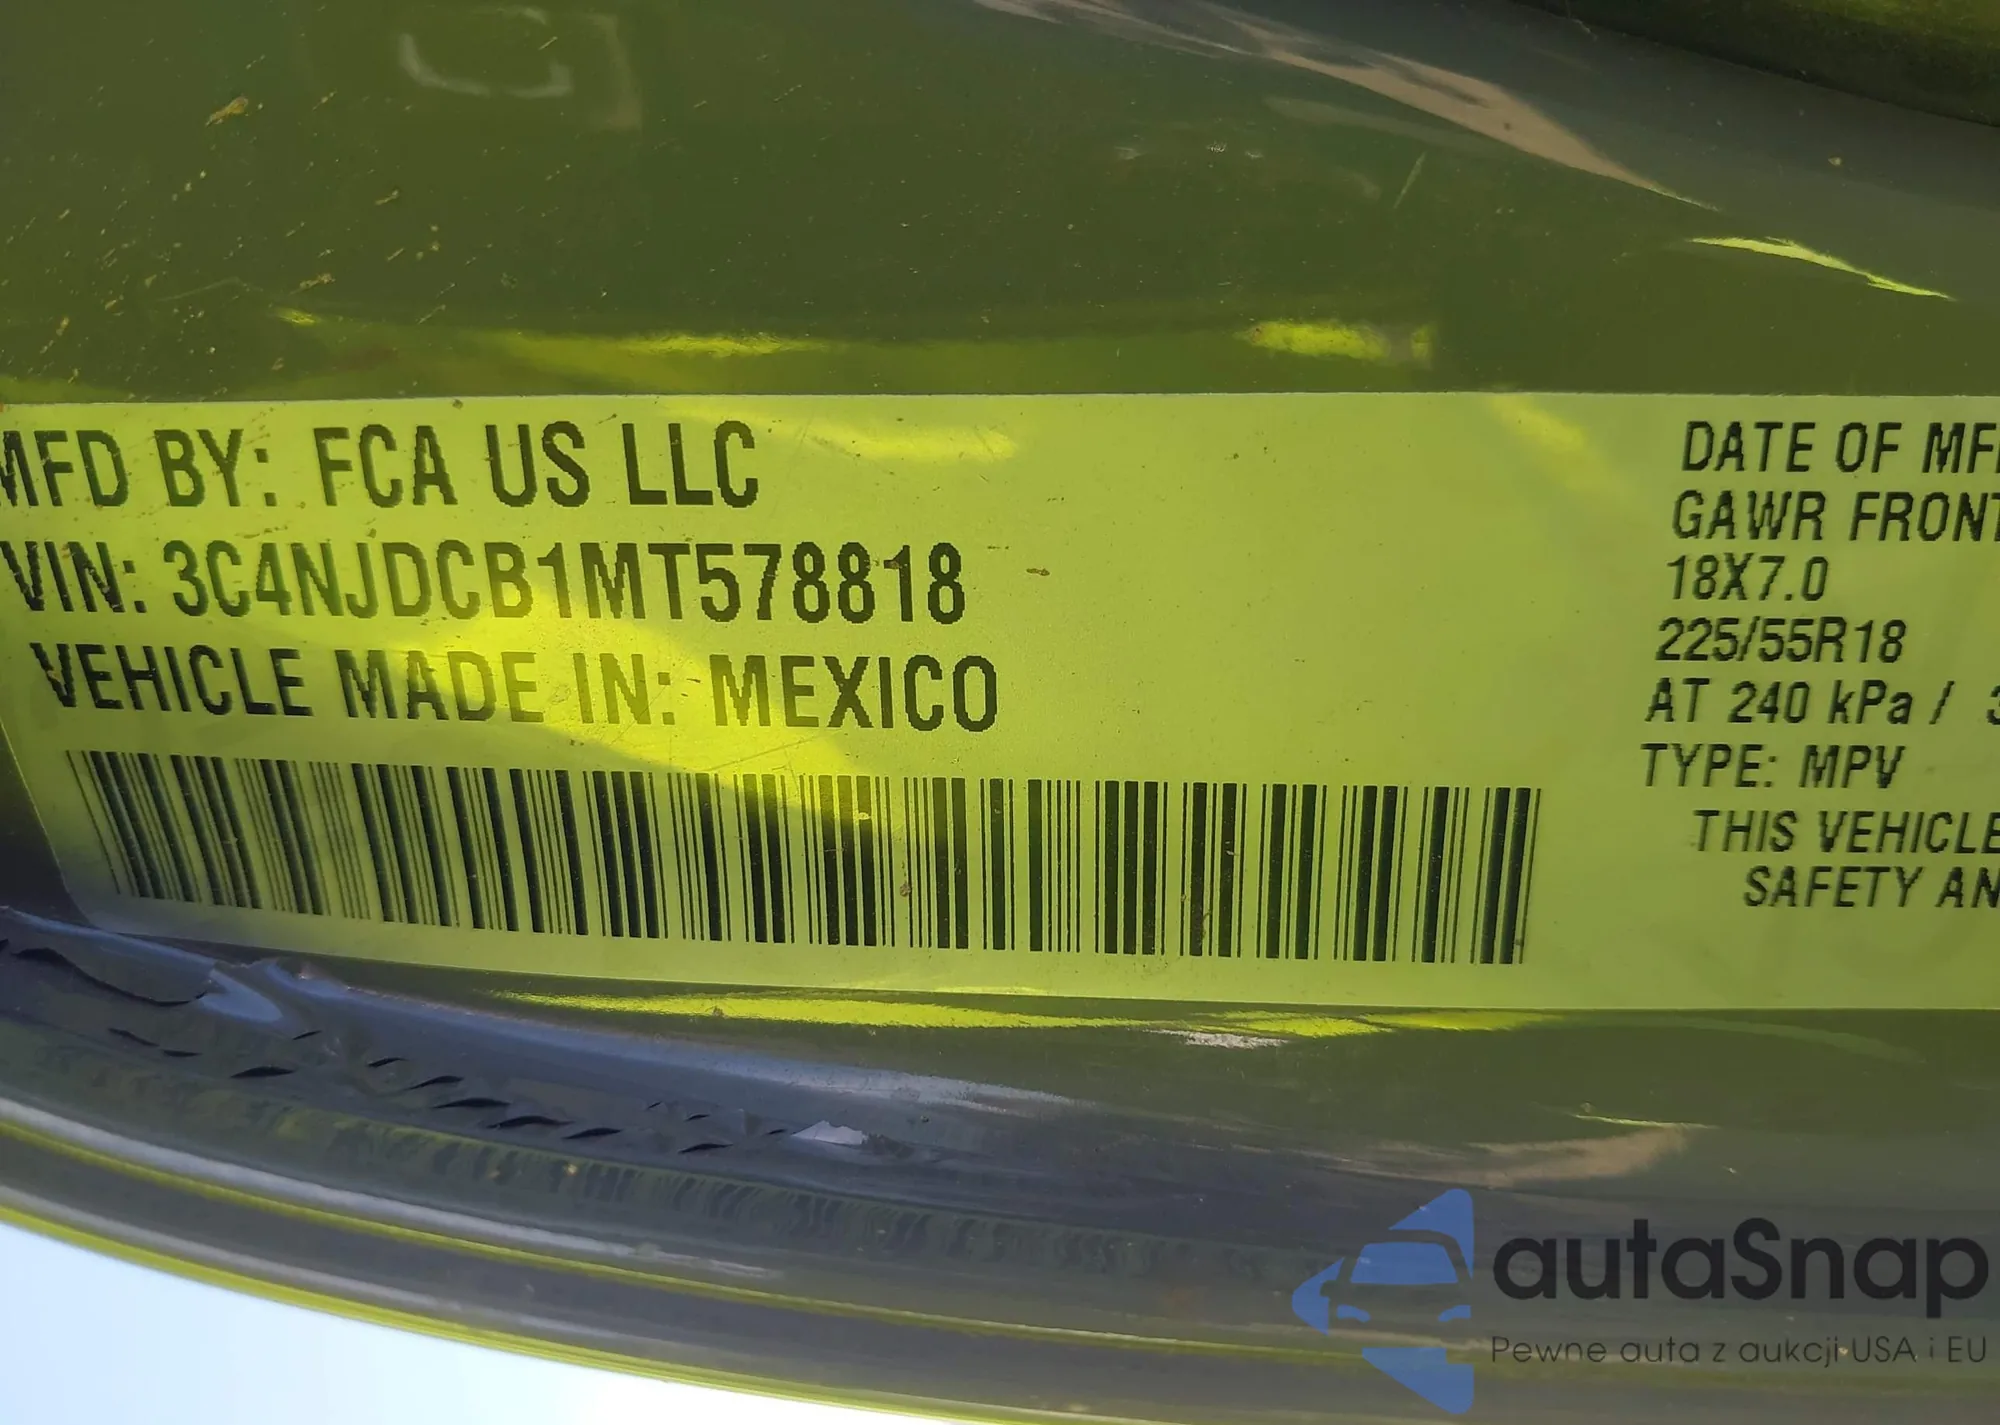 MFD BY: FCA US LLC
VIN: 3C4NJDCB1MT578818
VEHICLE MADE IN: MEXICO
DATE OF MF
GAWR FRONT
18X7.0
225/55R18
AT 240 kPa / 3
TYPE: MPV
THIS VEHICLE
SAFETY AN
autaSnap
Pewne auta z aukcji USA i EU